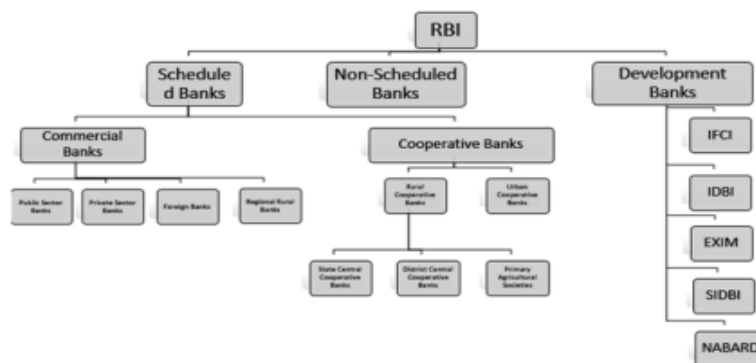 RBI
Schedule
d Banks
Non-Scheduled
Banks
Development
Banks
Commercial
Banks
Cooperative Banks
IFCI
IDBI
EXIM
SIDBI
NABARD
Public Sector
Banks
Private Sector
Banks
Foreign Banks
Regional Rural
Banks
Rural
Cooperative
Banks
Urban
Cooperative
Banks
State Central
Cooperative
Banks
District Central
Cooperative
Banks
Primary
Agricultural
Societies